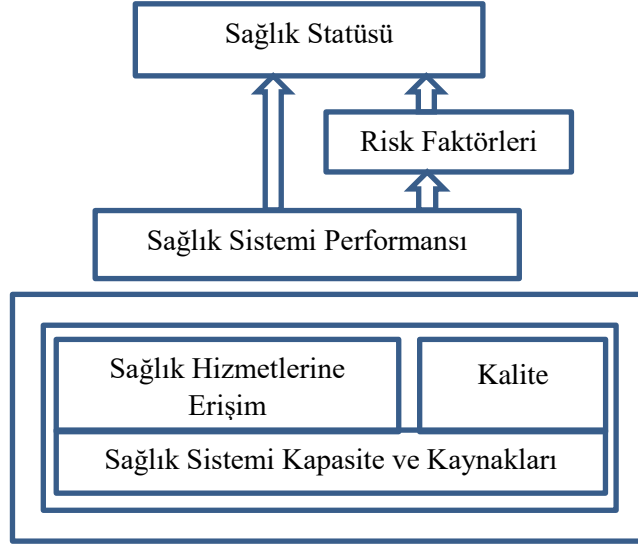 Sağlık Statüsü
Risk Faktörleri
Sağlık Sistemi Performansı
Sağlık Hizmetlerine
Erişim
Kalite
Sağlık Sistemi Kapasite ve Kaynakları